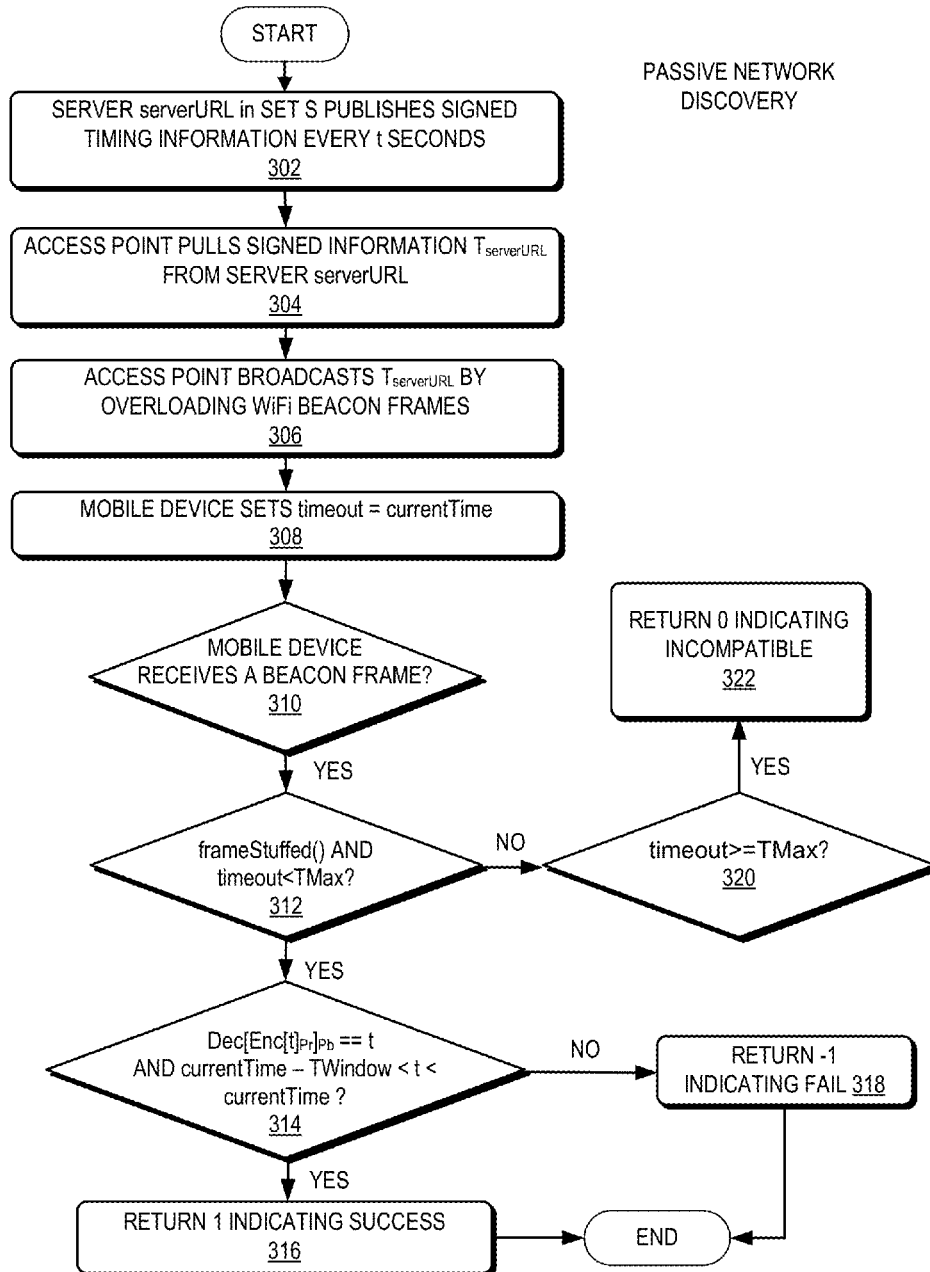 START
PASSIVE NETWORK
DISCOVERY
SERVER serverURL in SET S PUBLISHES SIGNED
TIMING INFORMATION EVERY t SECONDS
302
ACCESS POINT PULLS SIGNED INFORMATION TserverURL
FROM SERVER serverURL
304
ACCESS POINT BROADCASTS TserverURL BY
OVERLOADING WiFi BEACON FRAMES
306
MOBILE DEVICE SETS timeout = currentTime
308
MOBILE DEVICE
RECEIVES A BEACON FRAME?
310
RETURN 0 INDICATING
INCOMPATIBLE
322
YES
YES
frameStuffed() AND
timeout<TMax?
312
NO
timeout>=TMax?
320
YES
Dec[Enc[t]Pr]Pb == t
AND currentTime – TWindow < t <
currentTime ?
314
NO
RETURN -1
INDICATING FAIL 318
YES
RETURN 1 INDICATING SUCCESS
316
END